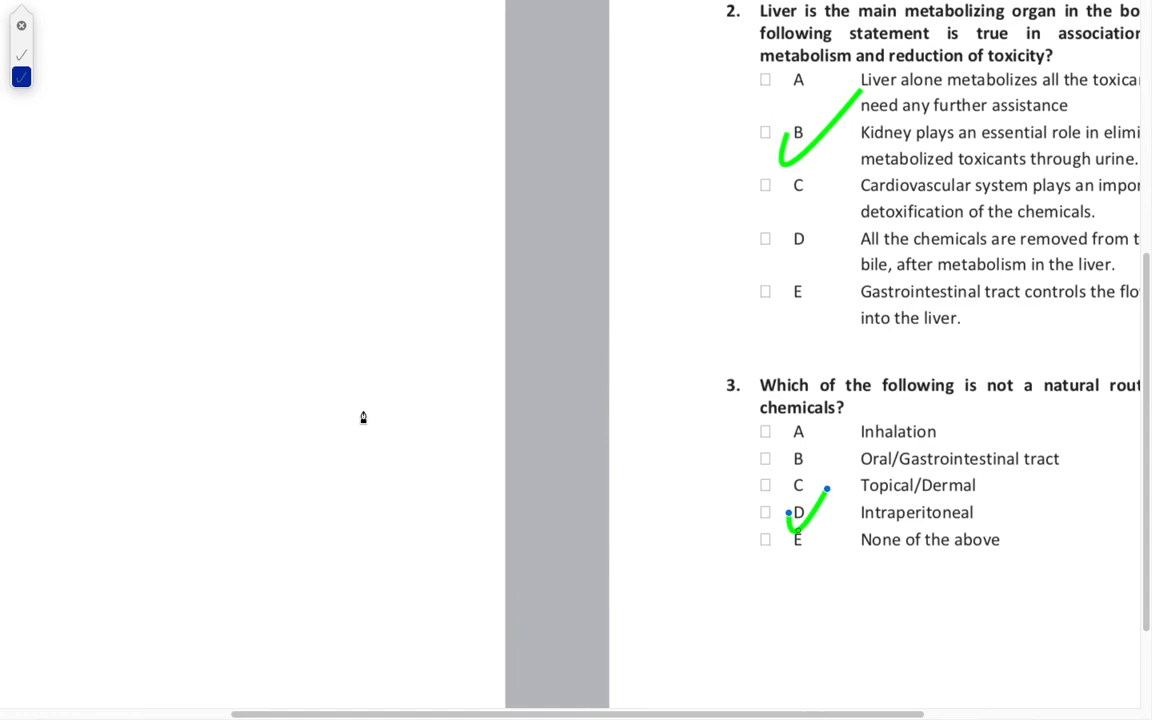 2. Liver is the main metabolizing organ in the bo
following statement is true in association
metabolism and reduction of toxicity?
A Liver alone metabolizes all the toxica
need any further assistance
B Kidney plays an essential role in elimi
metabolized toxicants through urine.
C Cardiovascular system plays an impor
detoxification of the chemicals.
D All the chemicals are removed from t
bile, after metabolism in the liver.
E Gastrointestinal tract controls the flo
into the liver.
3. Which of the following is not a natural rout
chemicals?
A Inhalation
B Oral/Gastrointestinal tract
C Topical/Dermal
D Intraperitoneal
E None of the above